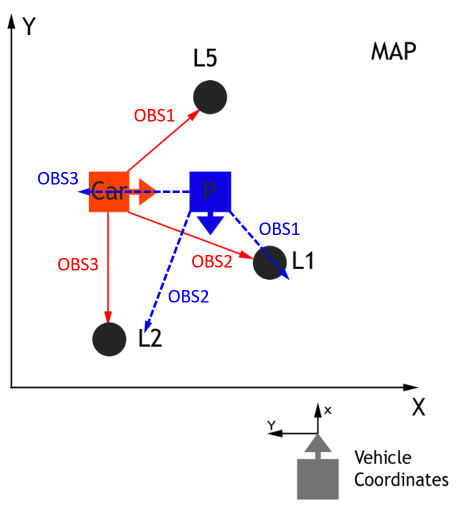 Y
MAP
L5
OBS1
OBS3
Car
P
OBS1
OBS3
OBS2
L1
OBS2
L2
X
x
Y
Vehicle
Coordinates